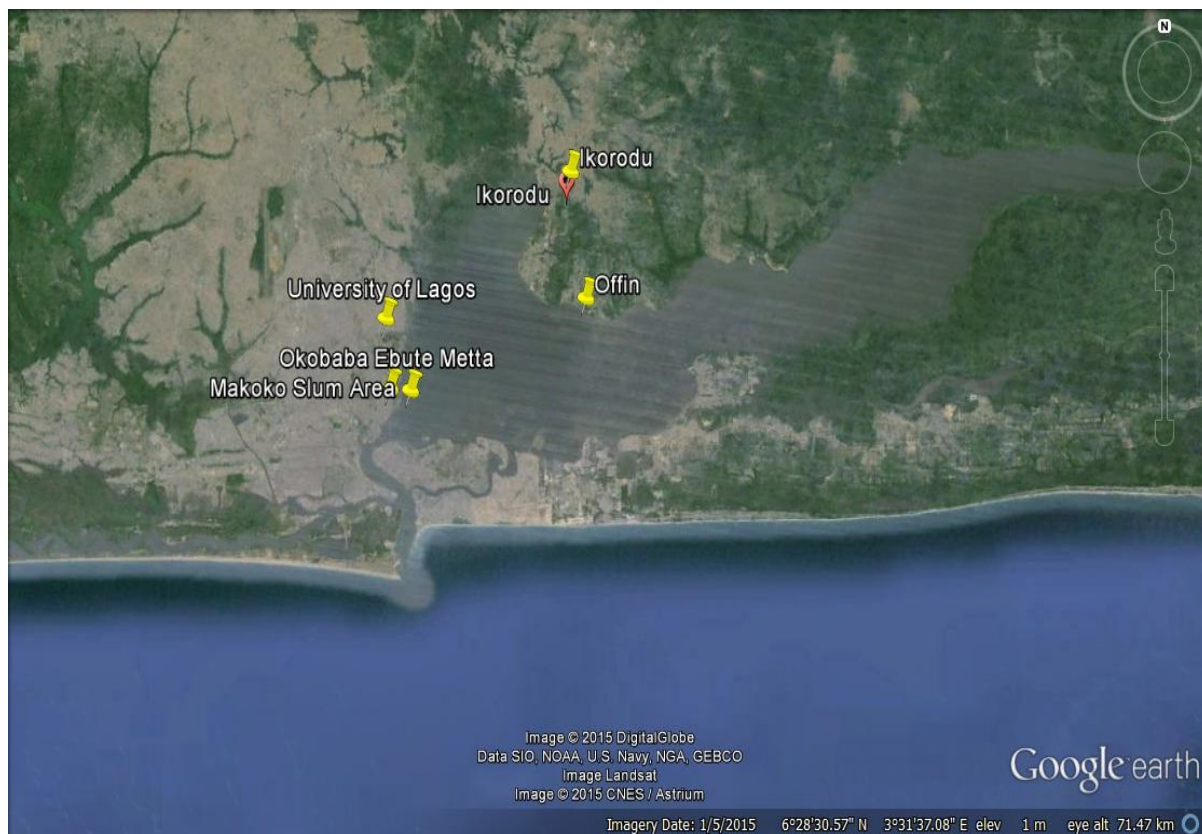 N
Ikorodu
Ikorodu
Offin
University of Lagos
Okobaba Ebute Metta
Makoko Slum Area
Image © 2015 DigitalGlobe
Data SIO, NOAA, U.S. Navy, NGA, GEBCO
Image Landsat
Image © 2015 CNES / Astrium
Google earth
Imagery Date: 1/5/2015 6°28'30.57" N 3°31'37.08" E elev 1 m eye alt 71.47 km